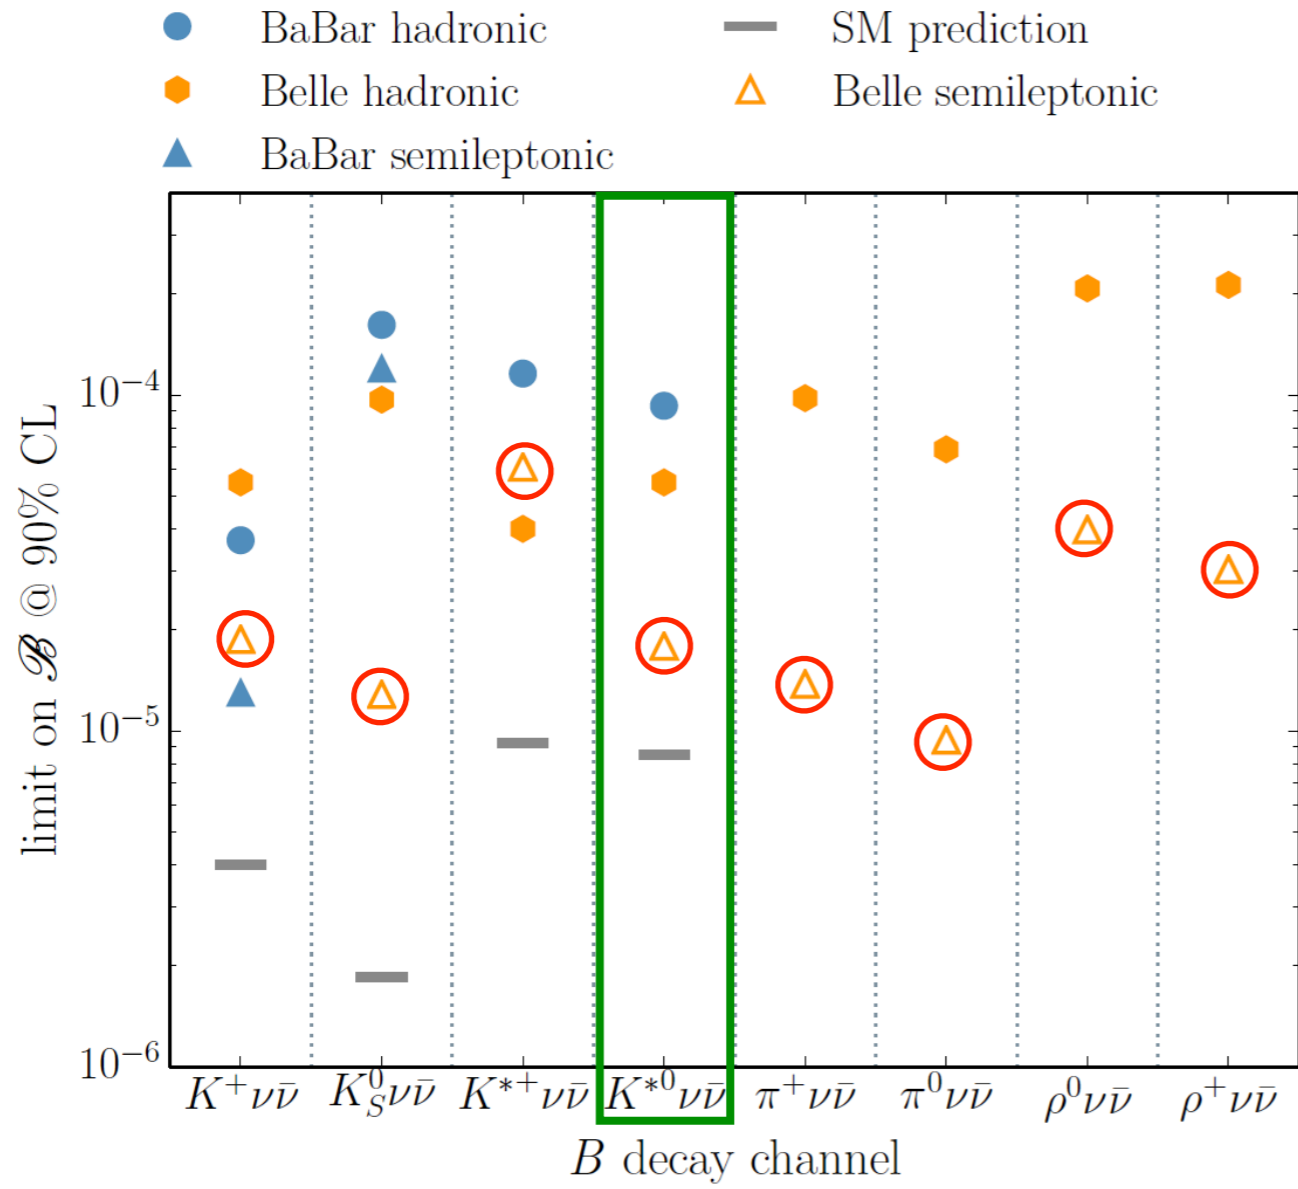 BaBar hadronic
Belle hadronic
BaBar semileptonic
SM prediction
Belle semileptonic
limit on ℬ @ 90% CL
10⁻⁴
10⁻⁵
10⁻⁶
K⁺νν̄
K⁰_Sνν̄
K*⁺νν̄
K*⁰νν̄
π⁺νν̄
π⁰νν̄
ρ⁰νν̄
ρ⁺νν̄
B decay channel